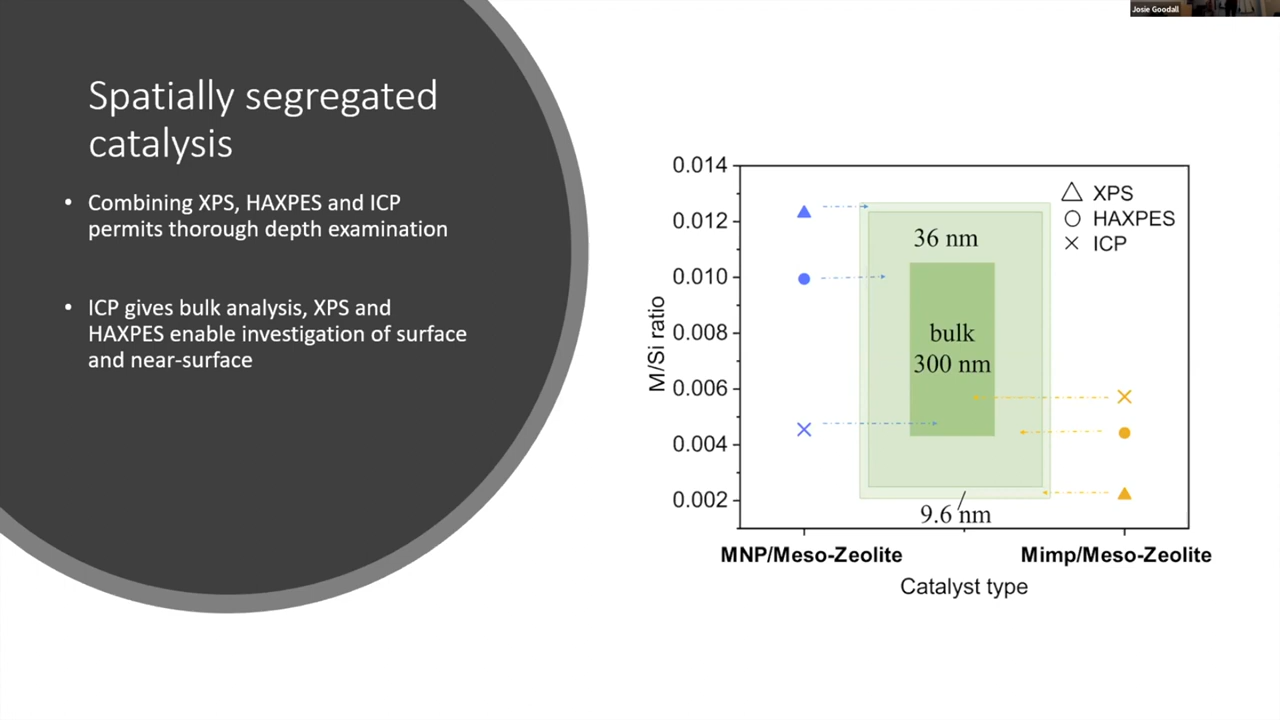 Josie Goodall
Spatially segregated
catalysis
• Combining XPS, HAXPES and ICP
permits thorough depth examination
• ICP gives bulk analysis, XPS and
HAXPES enable investigation of surface
and near-surface
0.014
0.012
0.010
0.008
0.006
0.004
0.002
M/Si ratio
XPS
HAXPES
ICP
36 nm
bulk
300 nm
9.6 nm
MNP/Meso-Zeolite
Mimp/Meso-Zeolite
Catalyst type